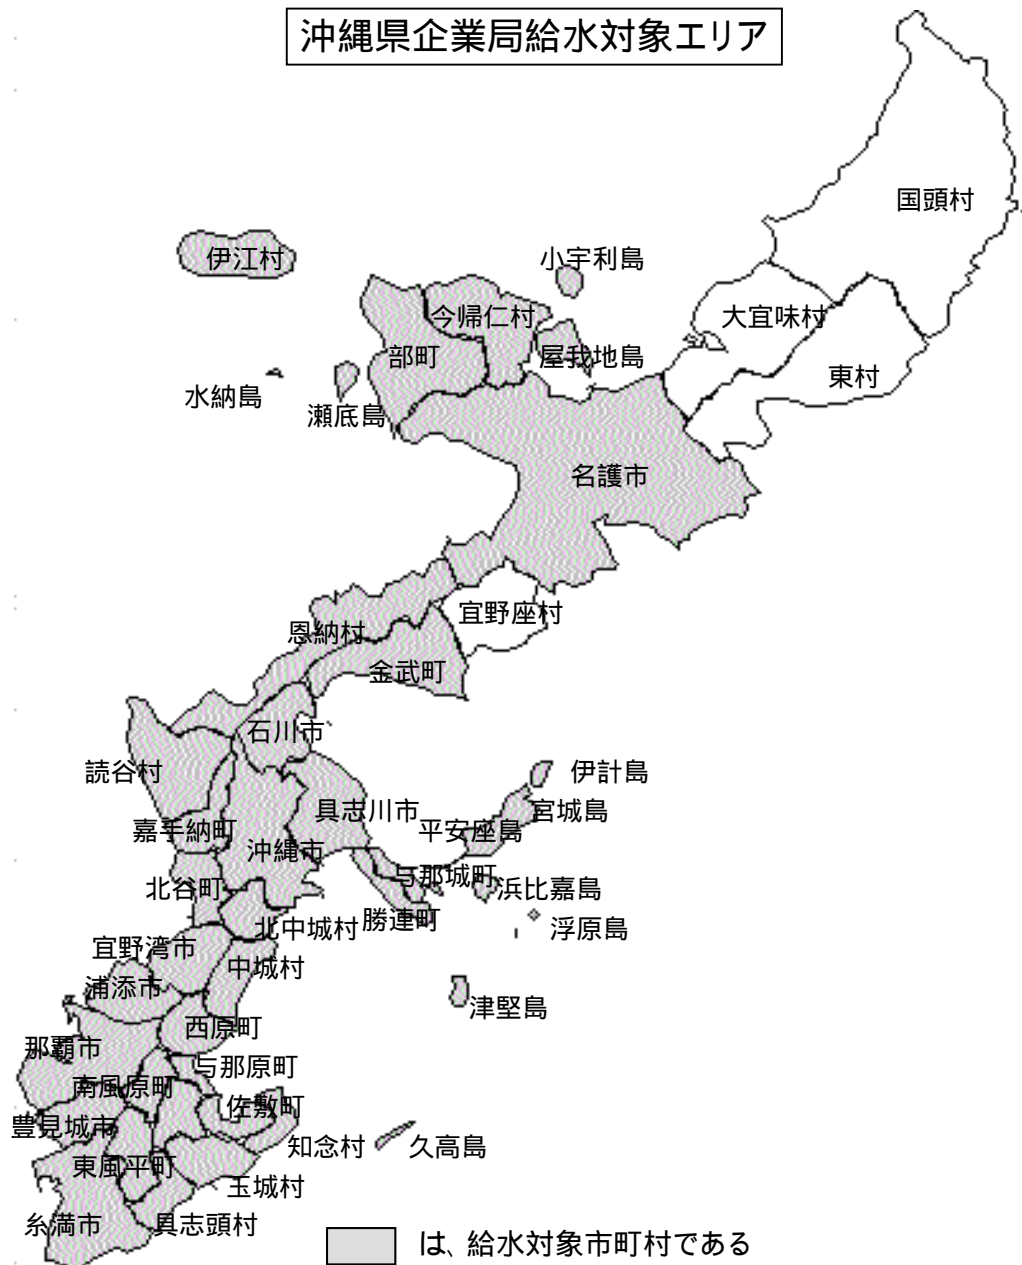 沖縄県企業局給水対象エリア
国頭村
伊江村
小宇利島
今帰仁村
大宜味村
部町
屋我地島
東村
水納島
瀬底島
名護市
宜野座村
恩納村
金武町
石川市
読谷村
伊計島
具志川市
宮城島
嘉手納町
平安座島
沖縄市
北谷町
与那城町
浜比嘉島
勝連町
北中城村
浮原島
宜野湾市
中城村
浦添市
津堅島
西原町
那覇市
与那原町
南風原町
佐敷町
豊見城市
知念村
久高島
東風平町
玉城村
糸満市
具志頭村
は、給水対象市町村である